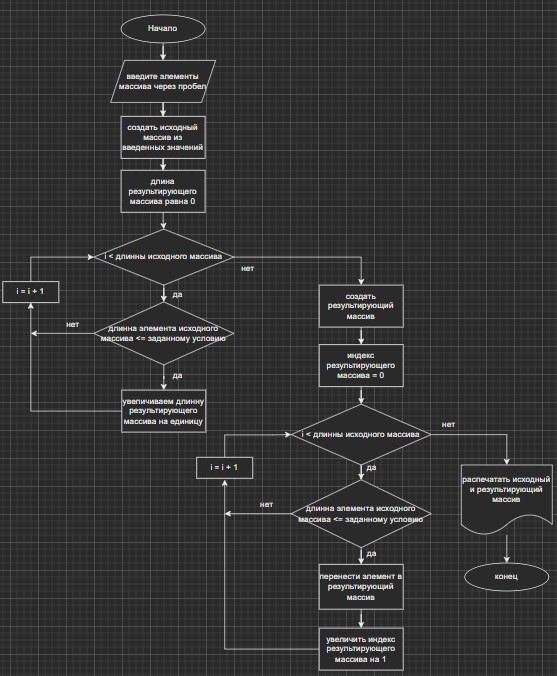 Начало
введите элементы
массива через пробел
создать исходный
массив из
введенных значений
длина
результирующего
массива равна 0
i < длинны исходного массива
нет
i = i + 1
да
нет
длинна элемента исходного
массива <= заданному условию
да
увеличиваем длинну
результирующего
массива на единицу
создать
результирующий
массив
индекс
результирующего
массива = 0
i < длинны исходного массива
нет
i = i + 1
да
нет
длинна элемента исходного
массива <= заданному условию
да
перенести элемент в
результирующий
массив
увеличить индекс
результирующего
массива на 1
распечатать исходный
и результирующий
массив
конец